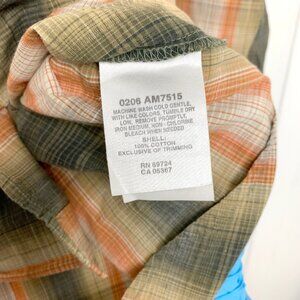 0206 AM7515
MACHINE WASH COLD GENTLE,
WITH LIKE COLORS, TUMBLE DRY
LOW, REMOVE PROMPTLY,
IRON MEDIUM, NON - CHLORINE
BLEACH WHEN NEEDED
SHELL:
100% COTTON
EXCLUSIVE OF TRIMMING
RN 69724
CA 05367